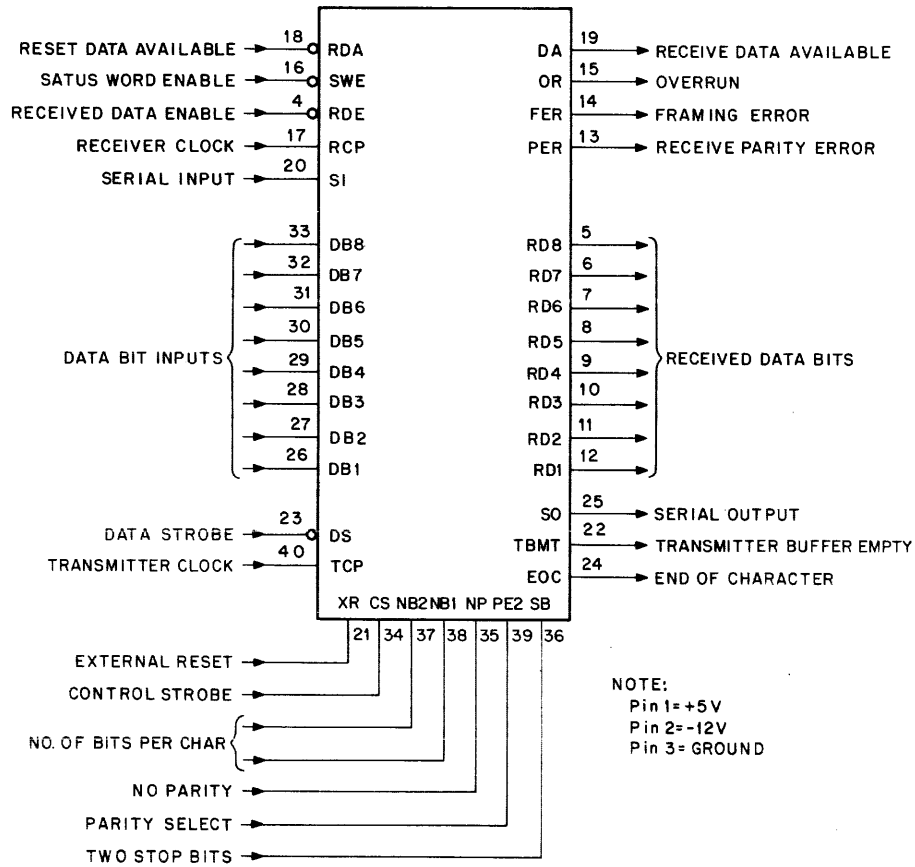 RESET DATA AVAILABLE 18 RDA DA 19 RECEIVE DATA AVAILABLE
SATUS WORD ENABLE 16 SWE OR 15 OVERRUN
RECEIVED DATA ENABLE 4 RDE FER 14 FRAMING ERROR
RECEIVER CLOCK 17 RCP PER 13 RECEIVE PARITY ERROR
SERIAL INPUT 20 SI
33 DB8 RD8 5
32 DB7 RD7 6
31 DB6 RD6 7
30 DB5 RD5 8
DATA BIT INPUTS RECEIVED DATA BITS
29 DB4 RD4 9
28 DB3 RD3 10
27 DB2 RD2 11
26 DB1 RD1 12
SO 25 SERIAL OUTPUT
DATA STROBE 23 DS TBMT 22 TRANSMITTER BUFFER EMPTY
TRANSMITTER CLOCK 40 TCP EOC 24 END OF CHARACTER
XR CS NB2 NB1 NP PE2 SB
21 34 37 38 35 39 36
EXTERNAL RESET
CONTROL STROBE
NO. OF BITS PER CHAR
NO PARITY
PARITY SELECT
TWO STOP BITS
NOTE:
Pin 1=+5V
Pin 2=-12V
Pin 3= GROUND